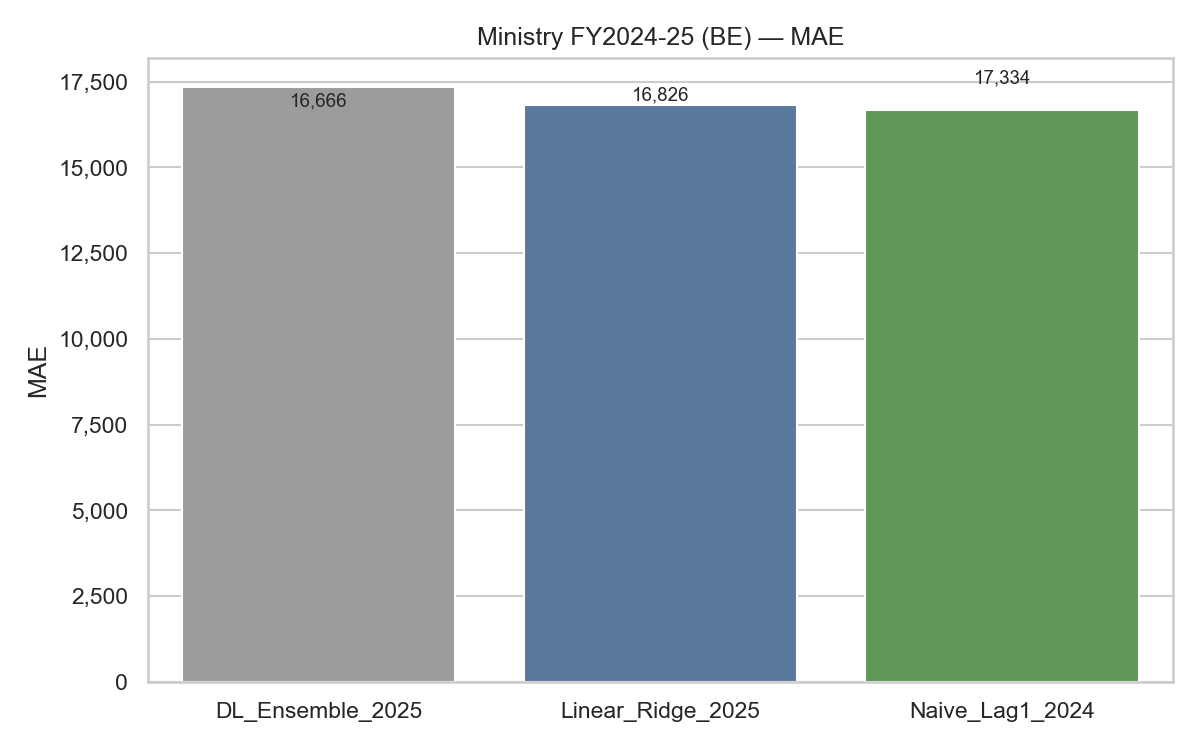 Ministry FY2024-25 (BE) — MAE
17,500
15,000
12,500
10,000
7,500
5,000
2,500
0
MAE
16,666
16,826
17,334
DL_Ensemble_2025
Linear_Ridge_2025
Naive_Lag1_2024